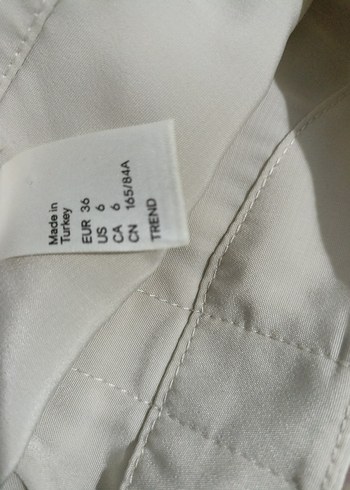 Made in
Turkey
EUR 36
US 6
CA 6
CN 165/84A
TREND